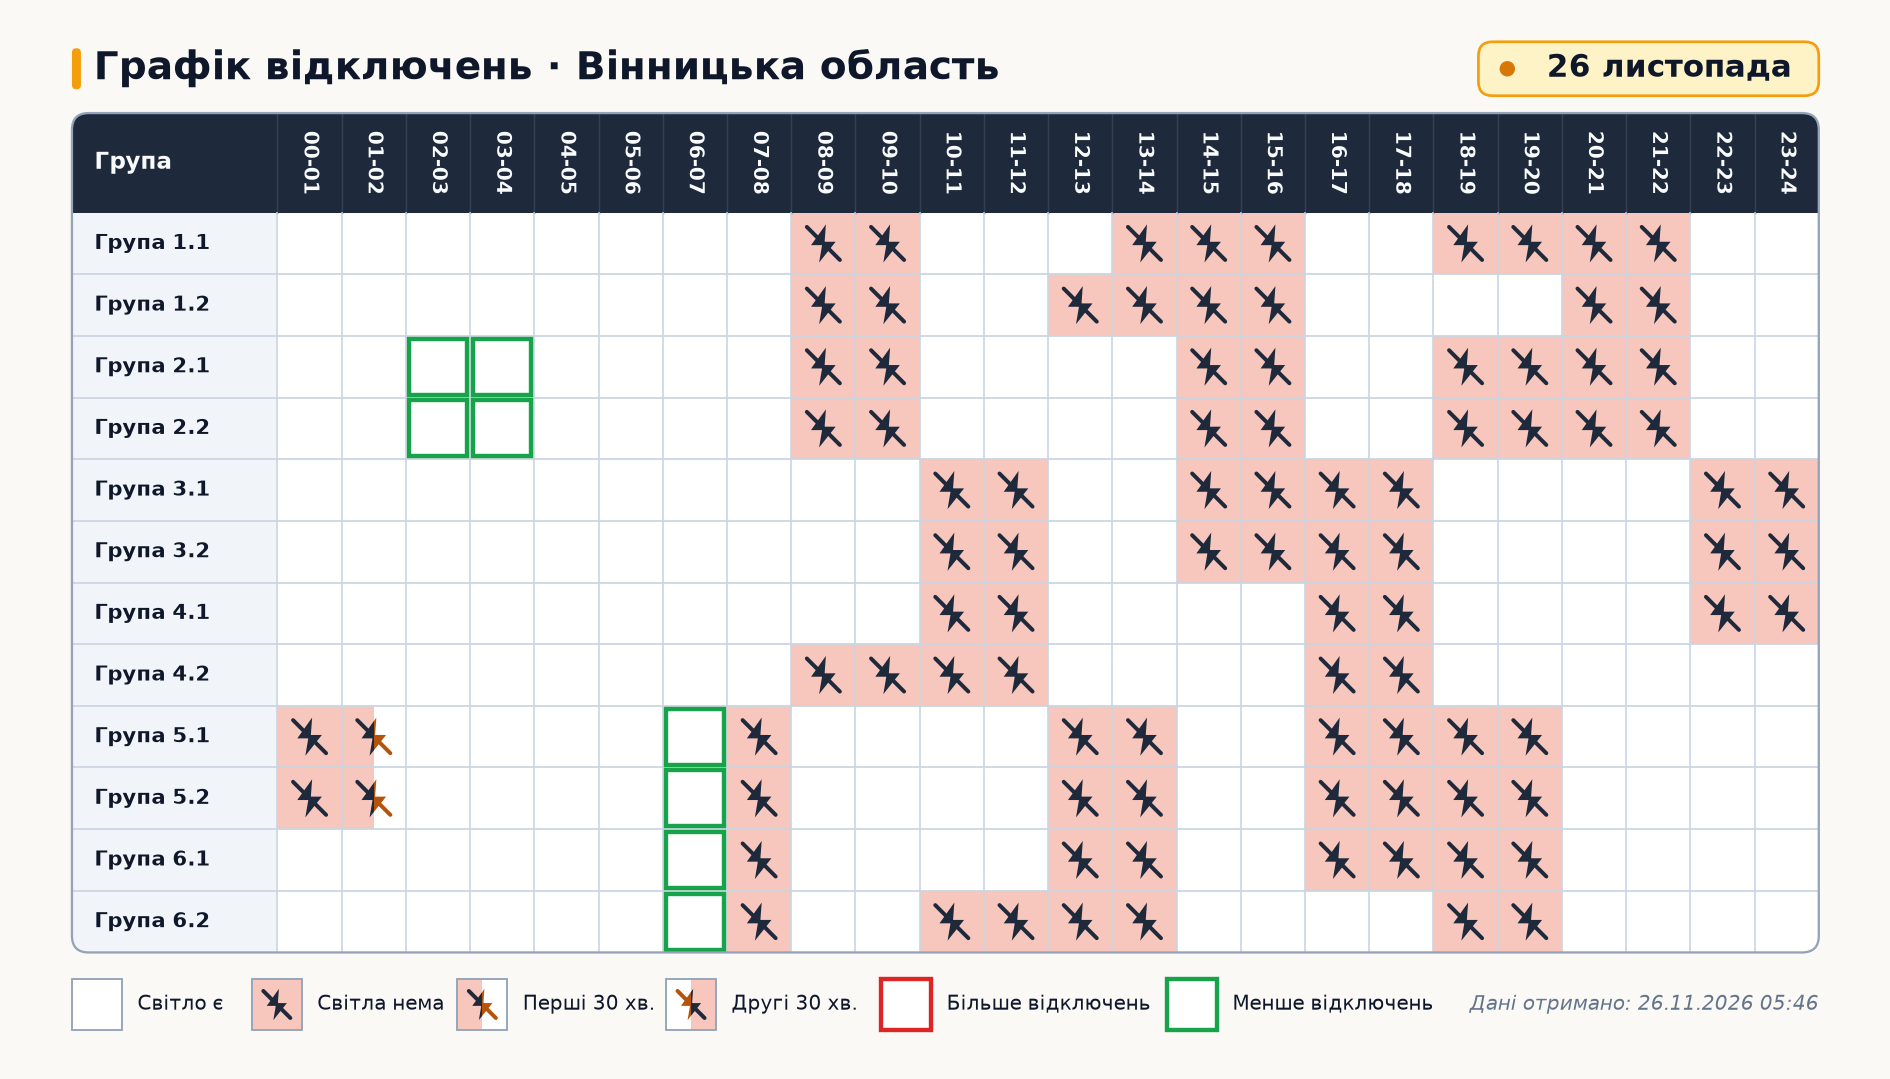 Графік відключень · Вінницька область
26 листопада
Група
00-01
01-02
02-03
03-04
04-05
05-06
06-07
07-08
08-09
09-10
10-11
11-12
12-13
13-14
14-15
15-16
16-17
17-18
18-19
19-20
20-21
21-22
22-23
23-24
Група 1.1
Група 1.2
Група 2.1
Група 2.2
Група 3.1
Група 3.2
Група 4.1
Група 4.2
Група 5.1
Група 5.2
Група 6.1
Група 6.2
Світло є
Світла нема
Перші 30 хв.
Другі 30 хв.
Більше відключень
Менше відключень
Дані отримано: 26.11.2026 05:46